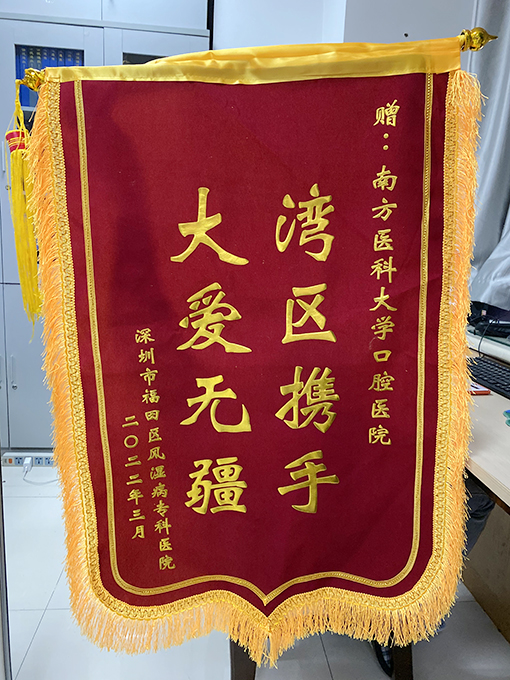 赠：南方医科大学口腔医院
湾区携手
大爱无疆
深圳市福田区风湿病专科医院
二〇二二年三月